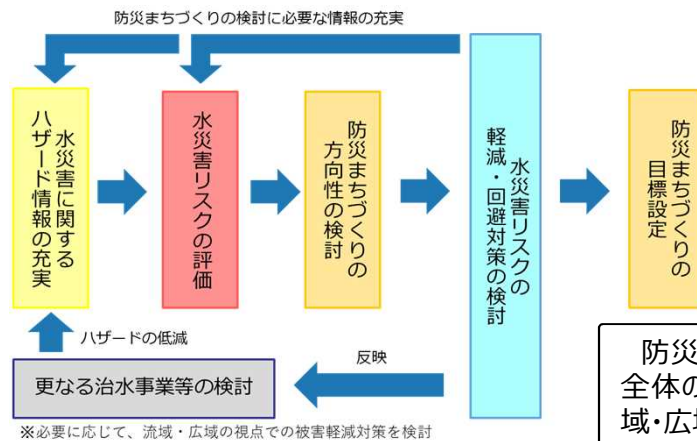 防災まちづくりの検討に必要な情報の充実
水災害に関する
ハザード情報の充実
水災害リスクの評価
防災まちづくりの
方向性の検討
水災害リスクの
軽減・回避対策の検討
防災まちづくりの
目標設定
ハザードの低減
反映
更なる治水事業等の検討
※必要に応じて、流域・広域の視点での被害軽減対策を検討
防災
全体の
域・広域